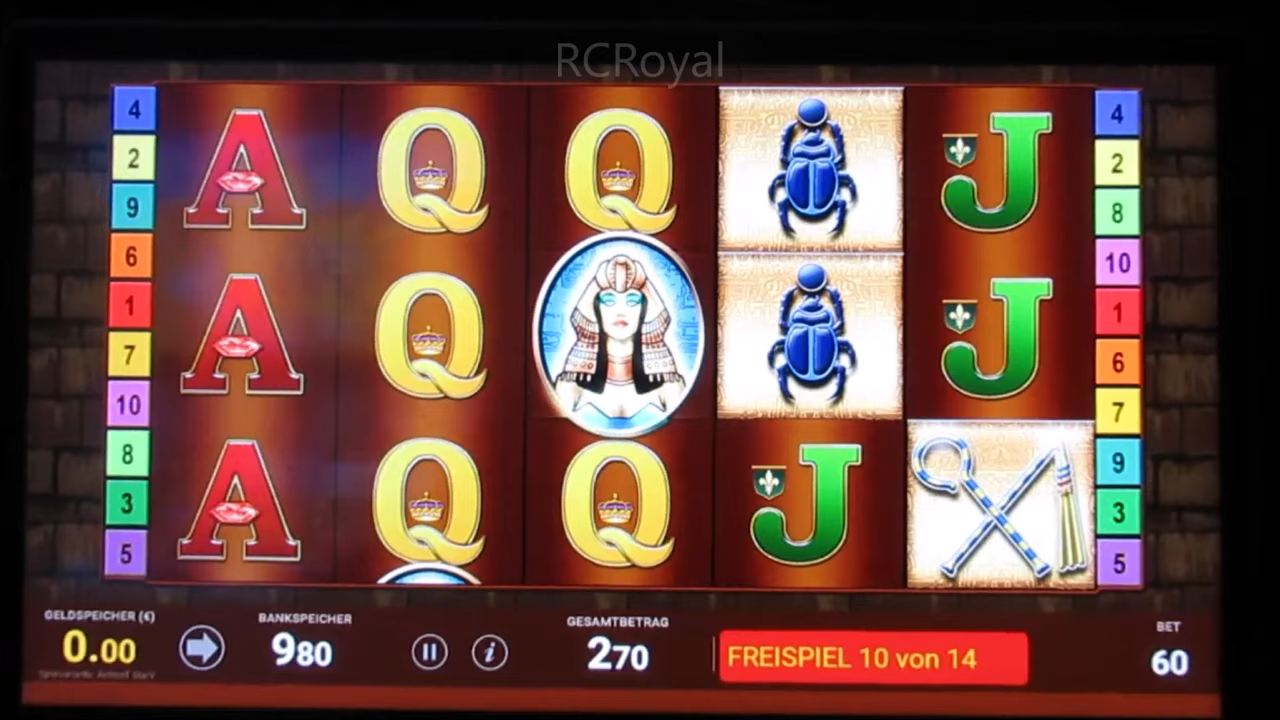 RCRoyal
4 A Q Q J 4
2 2
9 8
6 10
1 A Q J 1
7 6
10 7
8 9
3 A Q Q J 3
5 5
GELDSPEICHER (€) BANKSPEICHER GESAMTBETRAG BET
0.00 980 i 270 FREISPIEL 10 von 14 60